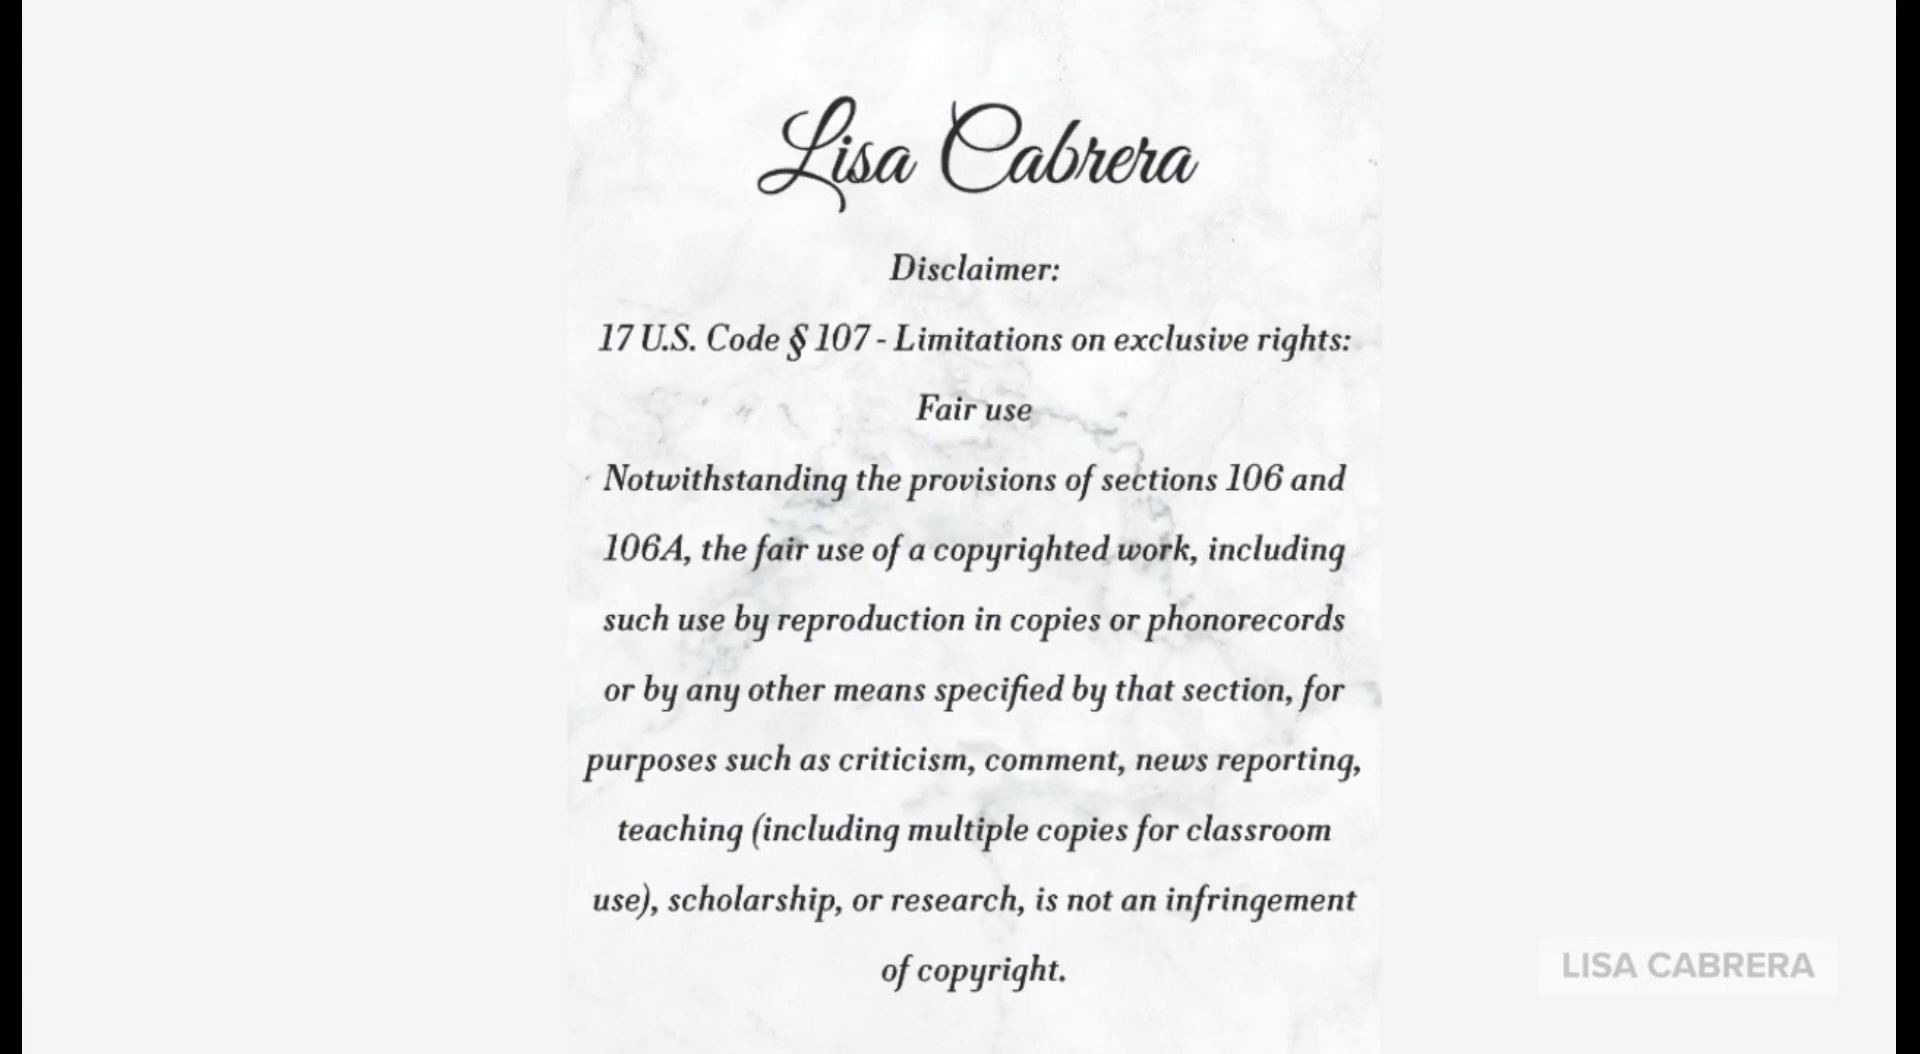 Lisa Cabrera
Disclaimer:
17 U.S. Code § 107 - Limitations on exclusive rights:
Fair use
Notwithstanding the provisions of sections 106 and
106A, the fair use of a copyrighted work, including
such use by reproduction in copies or phonorecords
or by any other means specified by that section, for
purposes such as criticism, comment, news reporting,
teaching (including multiple copies for classroom
use), scholarship, or research, is not an infringement
of copyright.
LISA CABRERA